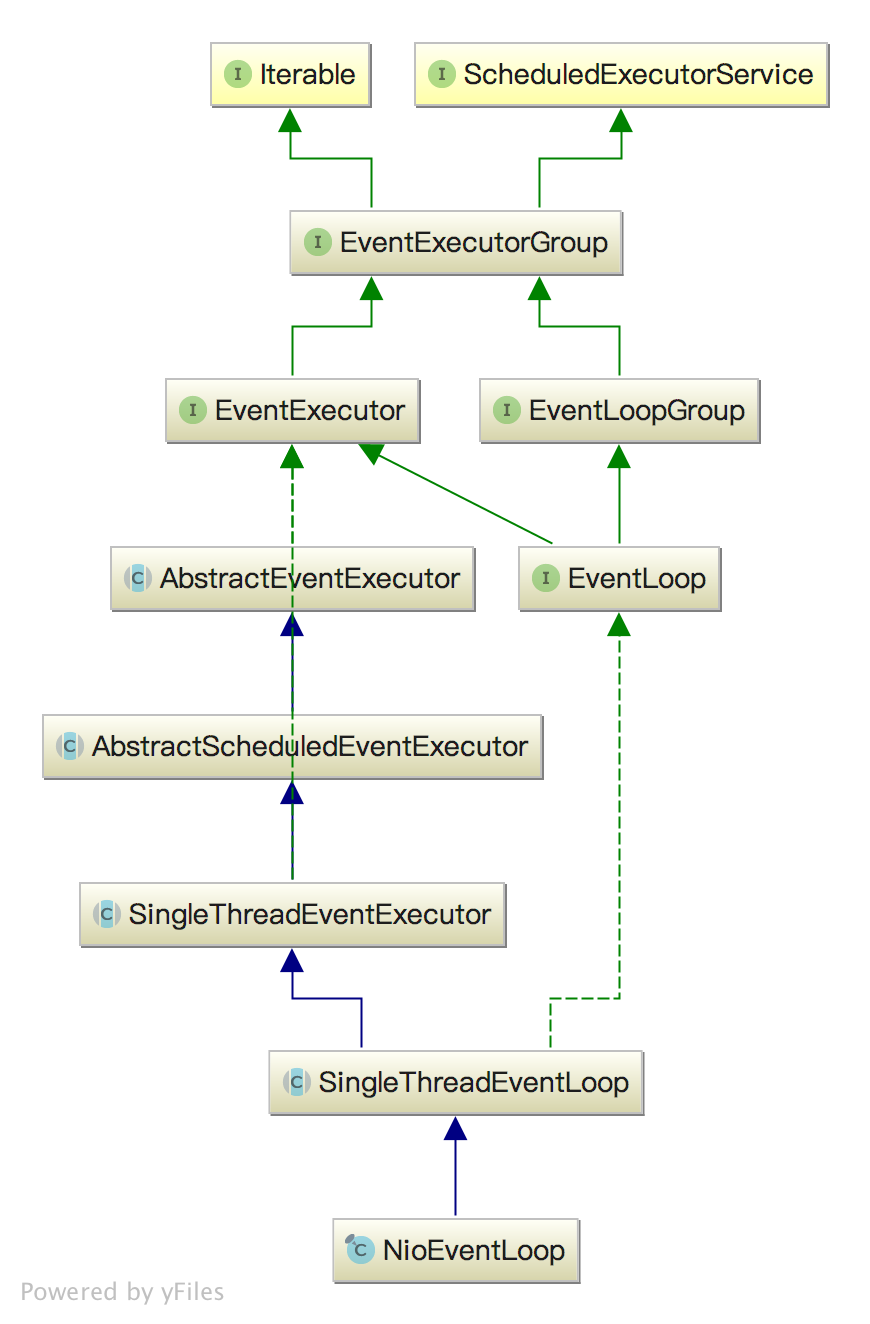 I Iterable
I ScheduledExecutorService
I EventExecutorGroup
I EventExecutor
I EventLoopGroup
C AbstractEventExecutor
I EventLoop
C AbstractScheduledEventExecutor
C SingleThreadEventExecutor
C SingleThreadEventLoop
C NioEventLoop
Powered by yFiles